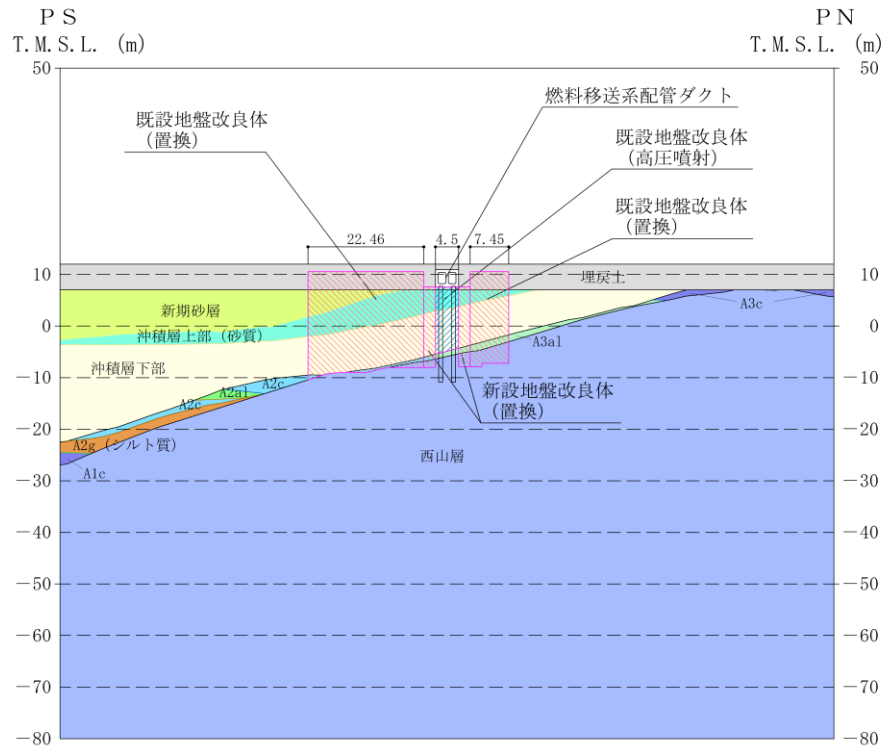 PS
PN
T.M.S.L. (m)
T.M.S.L. (m)
50
50
燃料移送系配管ダクト
既設地盤改良体
(置換)
既設地盤改良体
(高圧噴射)
既設地盤改良体
(置換)
22.46
4.5
7.45
10
埋戻土
10
新期砂層
A3c
0
沖積層上部(砂質)
0
A3a1
沖積層下部
-10
A2c
新設地盤改良体
(置換)
-10
A2a1
A2c
-20
-20
A2g(シルト質)
西山層
A1c
-30
-30
-40
-40
-50
-50
-60
-60
-70
-70
-80
-80